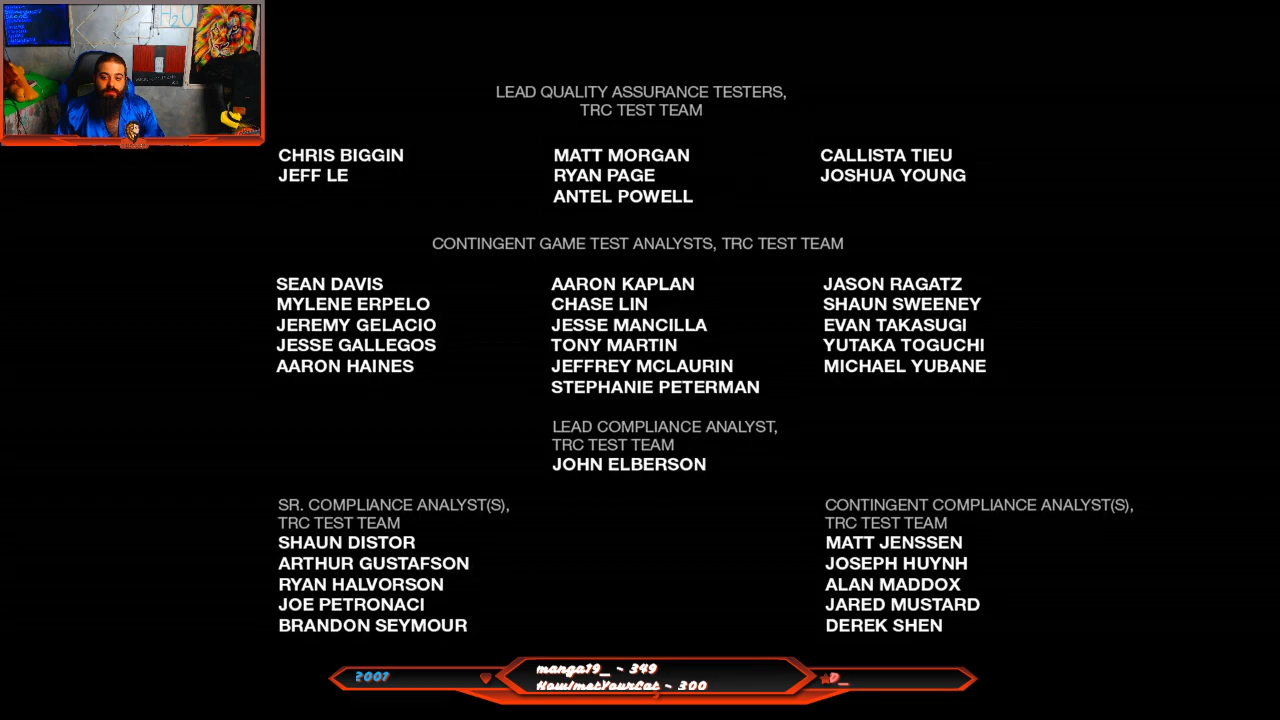 H2O
LEAD QUALITY ASSURANCE TESTERS,
TRC TEST TEAM
CHRIS BIGGIN
JEFF LE
MATT MORGAN
RYAN PAGE
ANTEL POWELL
CALLISTA TIEU
JOSHUA YOUNG
CONTINGENT GAME TEST ANALYSTS, TRC TEST TEAM
SEAN DAVIS
MYLENE ERPELO
JEREMY GELACIO
JESSE GALLEGOS
AARON HAINES
AARON KAPLAN
CHASE LIN
JESSE MANCILLA
TONY MARTIN
JEFFREY MCLAURIN
STEPHANIE PETERMAN
JASON RAGATZ
SHAUN SWEENEY
EVAN TAKASUGI
YUTAKA TOGUCHI
MICHAEL YUBANE
LEAD COMPLIANCE ANALYST,
TRC TEST TEAM
JOHN ELBERSON
SR. COMPLIANCE ANALYST(S),
TRC TEST TEAM
SHAUN DISTOR
ARTHUR GUSTAFSON
RYAN HALVORSON
JOE PETRONACI
BRANDON SEYMOUR
CONTINGENT COMPLIANCE ANALYST(S),
TRC TEST TEAM
MATT JENSSEN
JOSEPH HUYNH
ALAN MADDOX
JARED MUSTARD
DEREK SHEN
2001
manga19_ - 349
HowImetYourCat - 300
D_